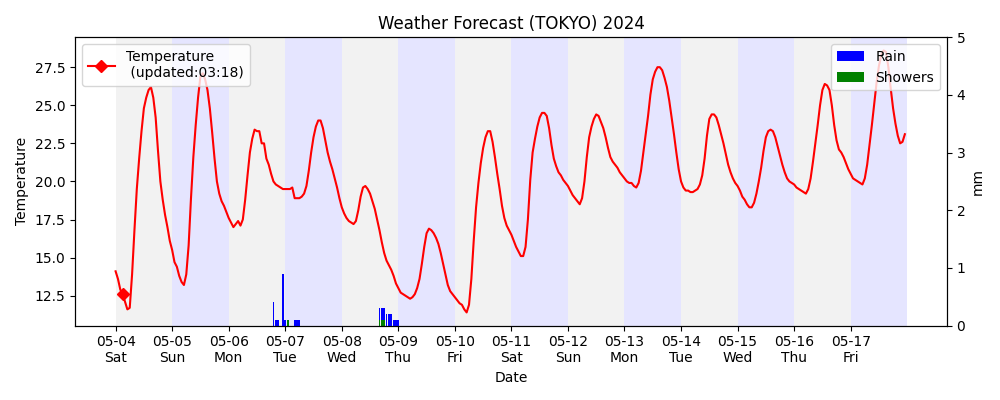 Weather Forecast (TOKYO) 2024
Temperature
(updated:03:18)
Rain
Showers
27.5
25.0
22.5
20.0
17.5
15.0
12.5
Temperature
5
4
3
2
1
0
mm
05-04 05-05 05-06 05-07 05-08 05-09 05-10 05-11 05-12 05-13 05-14 05-15 05-16 05-17
Sat Sun Mon Tue Wed Thu Fri Sat Sun Mon Tue Wed Thu Fri
Date